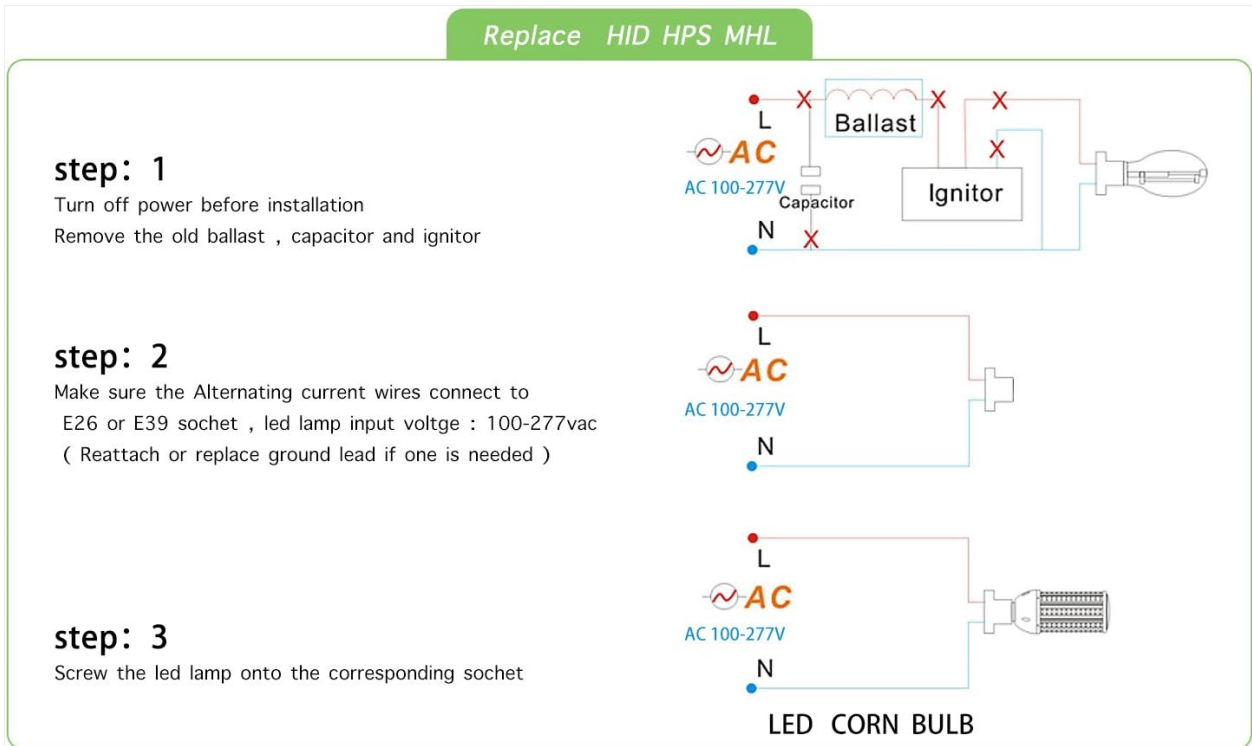 Replace HID HPS MHL
step: 1
Turn off power before installation
Remove the old ballast , capacitor and ignitor
L
Ballast
AC
AC 100-277V
Capacitor
Ignitor
N
step: 2
Make sure the Alternating current wires connect to
E26 or E39 sochet , led lamp input voltge : 100-277vac
( Reattach or replace ground lead if one is needed )
L
AC
AC 100-277V
N
step: 3
Screw the led lamp onto the corresponding sochet
L
AC
AC 100-277V
N
LED CORN BULB